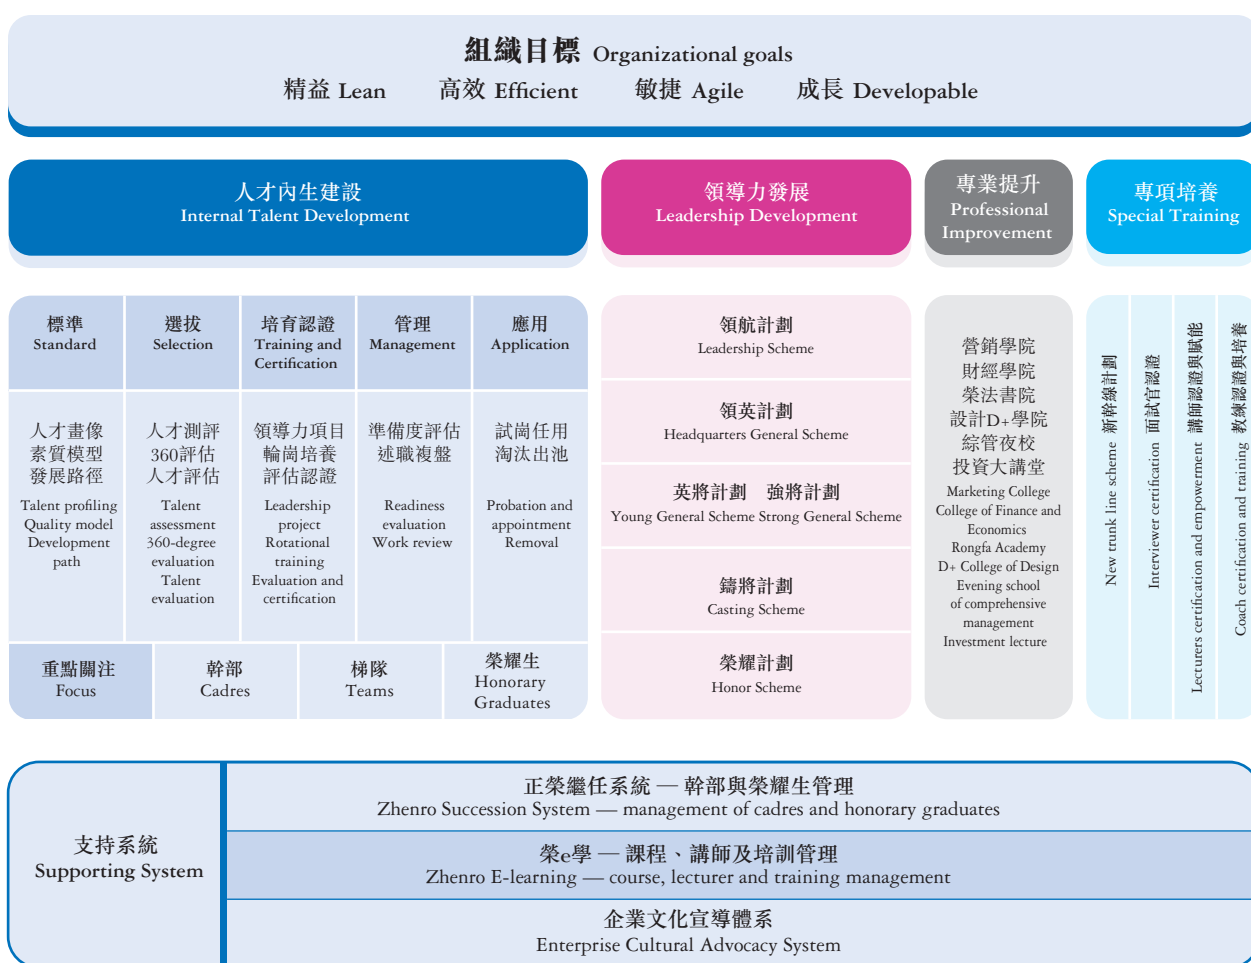 組織目標 Organizational goals
精益 Lean 高效 Efficient 敏捷 Agile 成長 Developable
人才內生建設
Internal Talent Development
領導力發展
Leadership Development
專業提升
Professional
Improvement
專項培養
Special Training
標準
Standard
選拔
Selection
培育認證
Training and
Certification
管理
Management
應用
Application
人才畫像
素質模型
發展路徑
Talent profiling
Quality model
Development
path
人才測評
360評估
人才評估
Talent
assessment
360-degree
evaluation
Talent
evaluation
領導力項目
輪崗培養
評估認證
Leadership
project
Rotational
training
Evaluation and
certification
準備度評估
述職複盤
Readiness
evaluation
Work review
試崗任用
淘汰出池
Probation and
appointment
Removal
重點關注
Focus
幹部
Cadres
梯隊
Teams
榮耀生
Honorary
Graduates
領航計劃
Leadership Scheme
領英計劃
Headquarters General Scheme
英將計劃 強將計劃
Young General Scheme Strong General Scheme
鑄將計劃
Casting Scheme
榮耀計劃
Honor Scheme
營銷學院
財經學院
榮法書院
設計D+學院
綜管夜校
投資大講堂
Marketing College
College of Finance and
Economics
Rongfa Academy
D+ College of Design
Evening school
of comprehensive
management
Investment lecture
New trunk line scheme 新幹線計劃
Interviewer certification 面試官認證
Lecturers certification and empowerment 講師認證與賦能
Coach certification and training 教練認證與培養
支持系統
Supporting System
正榮繼任系統 — 幹部與榮耀生管理
Zhenro Succession System — management of cadres and honorary graduates
榮e學 — 課程、講師及培訓管理
Zhenro E-learning — course, lecturer and training management
企業文化宣導體系
Enterprise Cultural Advocacy System